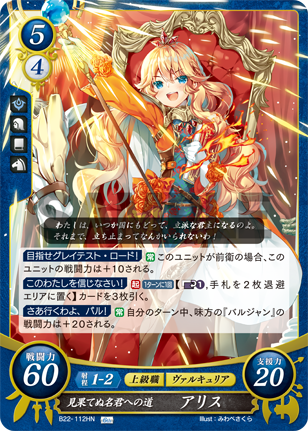 5
4
わたしは、いつか国にもどって、立派な君主になるのよ。
それまで、立ち止まってなんかいられないわ!
目指せグレイテスト・ロード! 常 このユニットが前衛の場合、この
ユニットの戦闘力は+10される。
このわたしを信じなさい! 起 1ターンに1回 【1、手札を2枚退避
エリアに置く】カードを3枚引く。
さあ行くわよ、バル! 常 自分のターン中、味方の『バルジャン』の
戦闘力は+20される。
戦闘力
60
射程 1-2 上級職 ヴァルキュリア
支援力
20
見果てぬ名君への道 アリス
B22-112HN Illust:みわべさくら